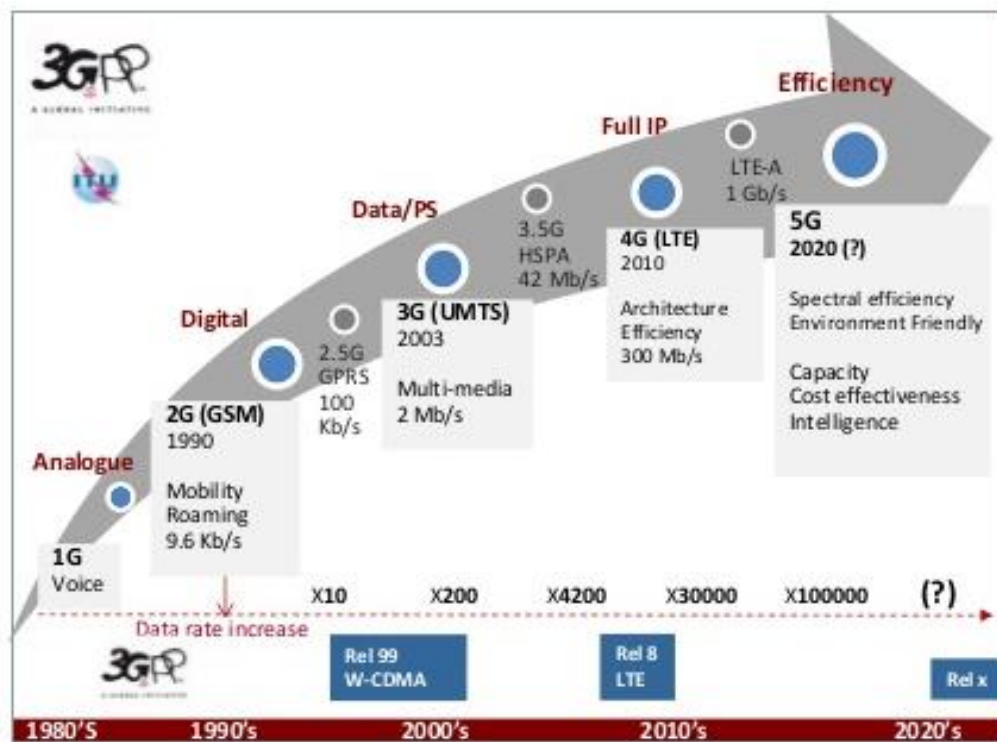 3GPP
A GLOBAL INITIATIVE
ITU
Analogue
Digital
Data/PS
Full IP
Efficiency
1G
Voice
2G (GSM)
1990
Mobility
Roaming
9.6 Kb/s
2.5G
GPRS
100
Kb/s
3G (UMTS)
2003
Multi-media
2 Mb/s
3.5G
HSPA
42 Mb/s
4G (LTE)
2010
Architecture
Efficiency
300 Mb/s
LTE-A
1 Gb/s
5G
2020 (?)
Spectral efficiency
Environment Friendly
Capacity
Cost effectiveness
Intelligence
X10 X200 X4200 X30000 X100000 (?)
Data rate increase
3GPP
A GLOBAL INITIATIVE
Rel 99
W-CDMA
Rel 8
LTE
Rel x
1980'S 1990's 2000's 2010's 2020's